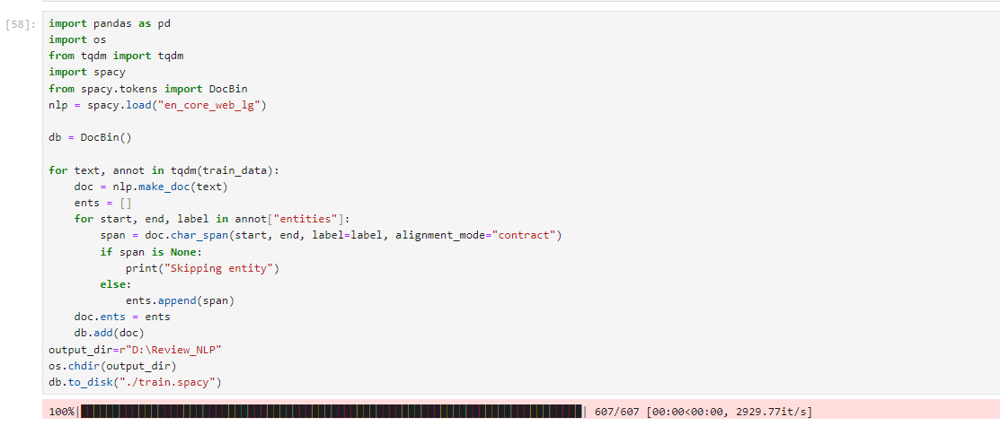 [58]:
import pandas as pd
import os
from tqdm import tqdm
import spacy
from spacy.tokens import DocBin
nlp = spacy.load("en_core_web_lg")

db = DocBin()

for text, annot in tqdm(train_data):
    doc = nlp.make_doc(text)
    ents = []
    for start, end, label in annot["entities"]:
        span = doc.char_span(start, end, label=label, alignment_mode="contract")
        if span is None:
            print("Skipping entity")
        else:
            ents.append(span)
    doc.ents = ents
    db.add(doc)
output_dir=r"D:\Review_NLP"
os.chdir(output_dir)
db.to_disk("./train.spacy")
100%| | 607/607 [00:00<00:00, 2929.77it/s]